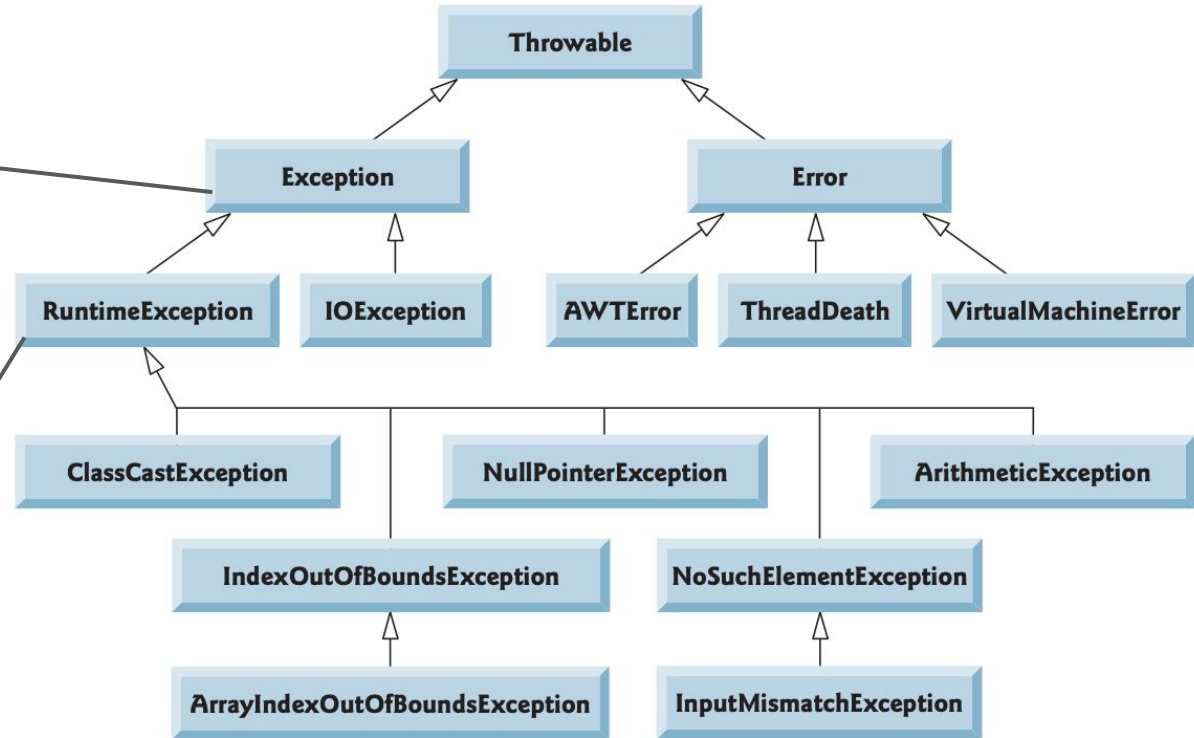 Throwable
Exception
Error
RuntimeException
IOException
AWTError
ThreadDeath
VirtualMachineError
ClassCastException
NullPointerException
ArithmeticException
IndexOutOfBoundsException
NoSuchElementException
ArrayIndexOutOfBoundsException
InputMismatchException